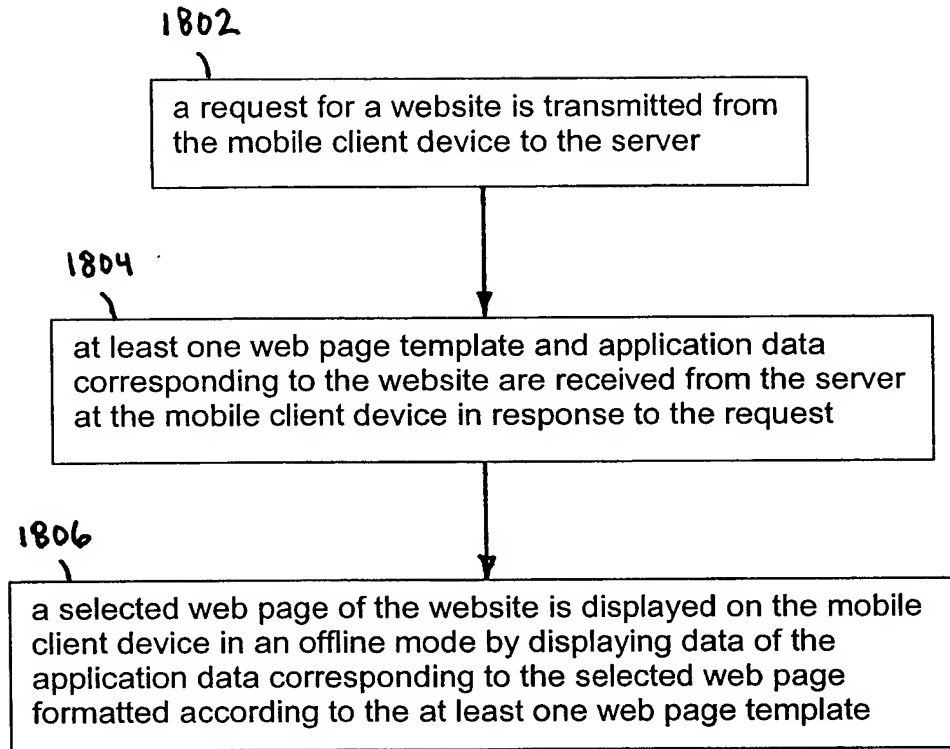 1802
a request for a website is transmitted from
the mobile client device to the server
1804
at least one web page template and application data
corresponding to the website are received from the server
at the mobile client device in response to the request
1806
a selected web page of the website is displayed on the mobile
client device in an offline mode by displaying data of the
application data corresponding to the selected web page
formatted according to the at least one web page template